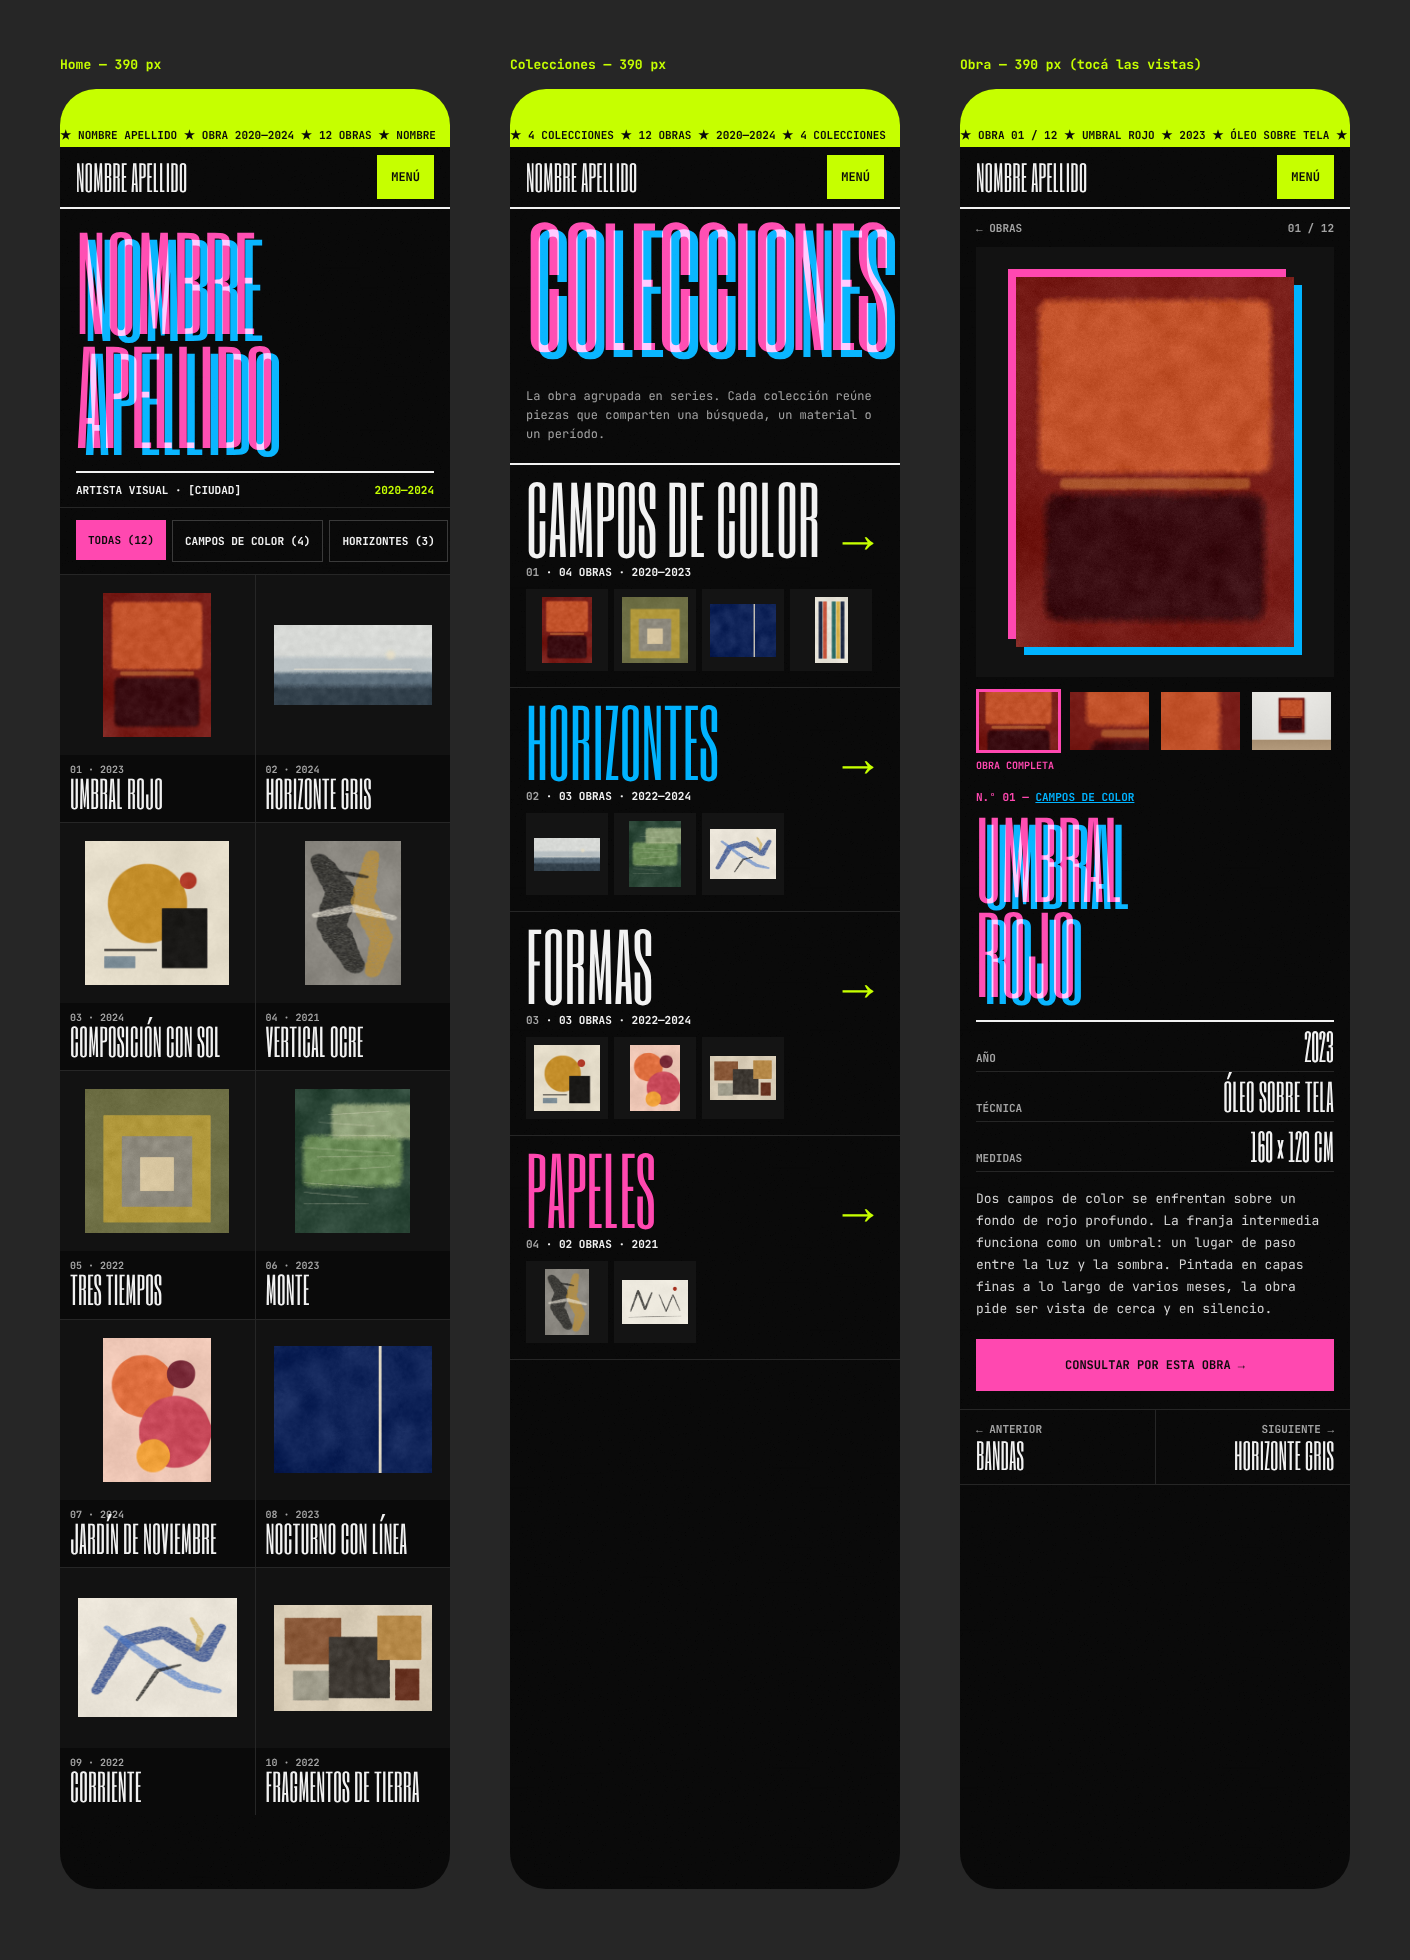 Home — 390 px
★ NOMBRE APELLIDO ★ OBRA 2020—2024 ★ 12 OBRAS ★ NOMBRE
NOMBRE APELLIDO
MENÚ
NOMBRE
APELLIDO
ARTISTA VISUAL · [CIUDAD]
2020—2024
TODAS (12)
CAMPOS DE COLOR (4)
HORIZONTES (3)
01 · 2023
UMBRAL ROJO
02 · 2024
HORIZONTE GRIS
03 · 2024
COMPOSICIÓN CON SOL
04 · 2021
VERTICAL OCRE
05 · 2022
TRES TIEMPOS
06 · 2023
MONTE
07 · 2024
JARDÍN DE NOVIEMBRE
08 · 2023
NOCTURNO CON LÍNEA
09 · 2022
CORRIENTE
10 · 2022
FRAGMENTOS DE TIERRA
Colecciones — 390 px
★ 4 COLECCIONES ★ 12 OBRAS ★ 2020—2024 ★ 4 COLECCIONES
NOMBRE APELLIDO
MENÚ
COLECCIONES
La obra agrupada en series. Cada colección reúne
piezas que comparten una búsqueda, un material o
un período.
CAMPOS DE COLOR
→
01 · 04 OBRAS · 2020—2023
HORIZONTES
→
02 · 03 OBRAS · 2022—2024
FORMAS
→
03 · 03 OBRAS · 2022—2024
PAPELES
→
04 · 02 OBRAS · 2021
Obra — 390 px (tocá las vistas)
★ OBRA 01 / 12 ★ UMBRAL ROJO ★ 2023 ★ ÓLEO SOBRE TELA ★
NOMBRE APELLIDO
MENÚ
← OBRAS
01 / 12
OBRA COMPLETA
N.° 01 — CAMPOS DE COLOR
UMBRAL
ROJO
AÑO
2023
TÉCNICA
ÓLEO SOBRE TELA
MEDIDAS
160 x 120 CM
Dos campos de color se enfrentan sobre un
fondo de rojo profundo. La franja intermedia
funciona como un umbral: un lugar de paso
entre la luz y la sombra. Pintada en capas
finas a lo largo de varios meses, la obra
pide ser vista de cerca y en silencio.
CONSULTAR POR ESTA OBRA →
← ANTERIOR
BANDAS
SIGUIENTE →
HORIZONTE GRIS